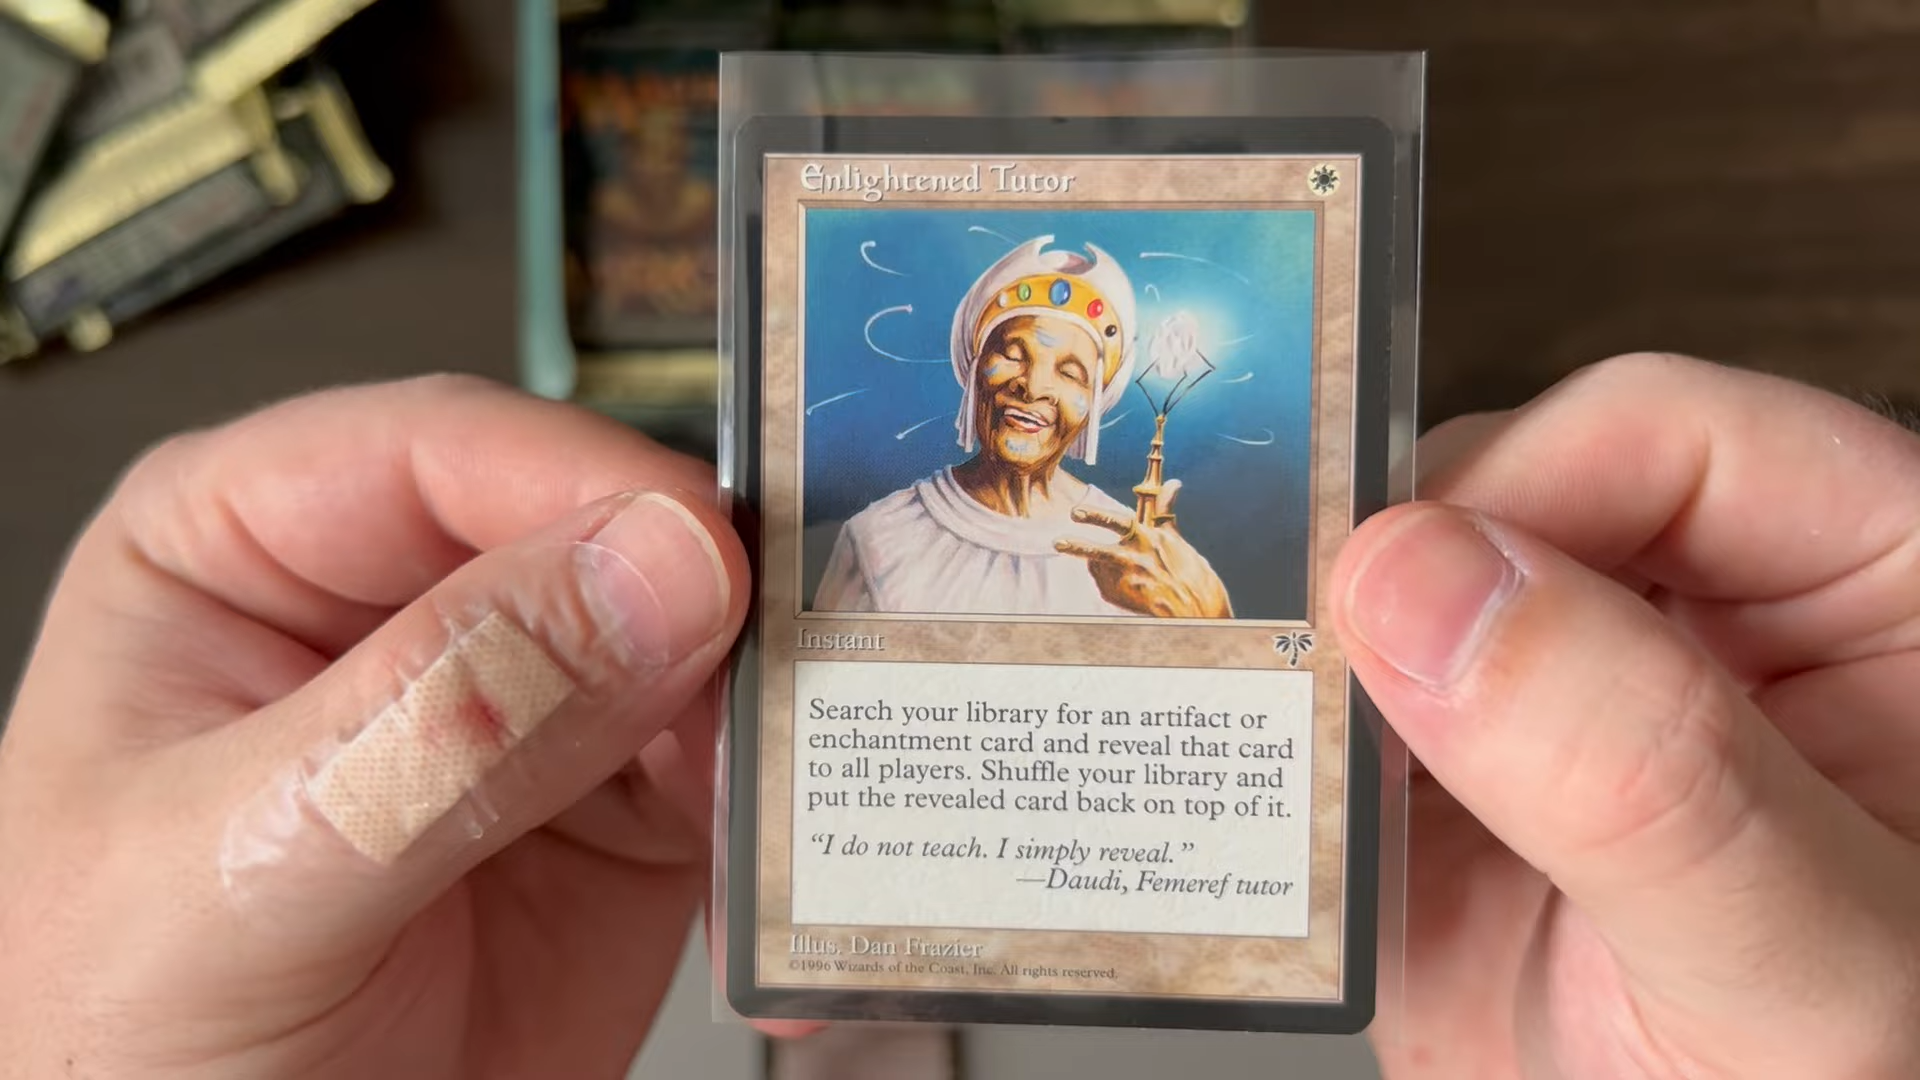 Enlightened Tutor
Instant
Search your library for an artifact or
enchantment card and reveal that card
to all players. Shuffle your library and
put the revealed card back on top of it.
“I do not teach. I simply reveal.”
—Daudi, Femeref tutor
Illus. Dan Frazier
©1996 Wizards of the Coast, Inc. All rights reserved.